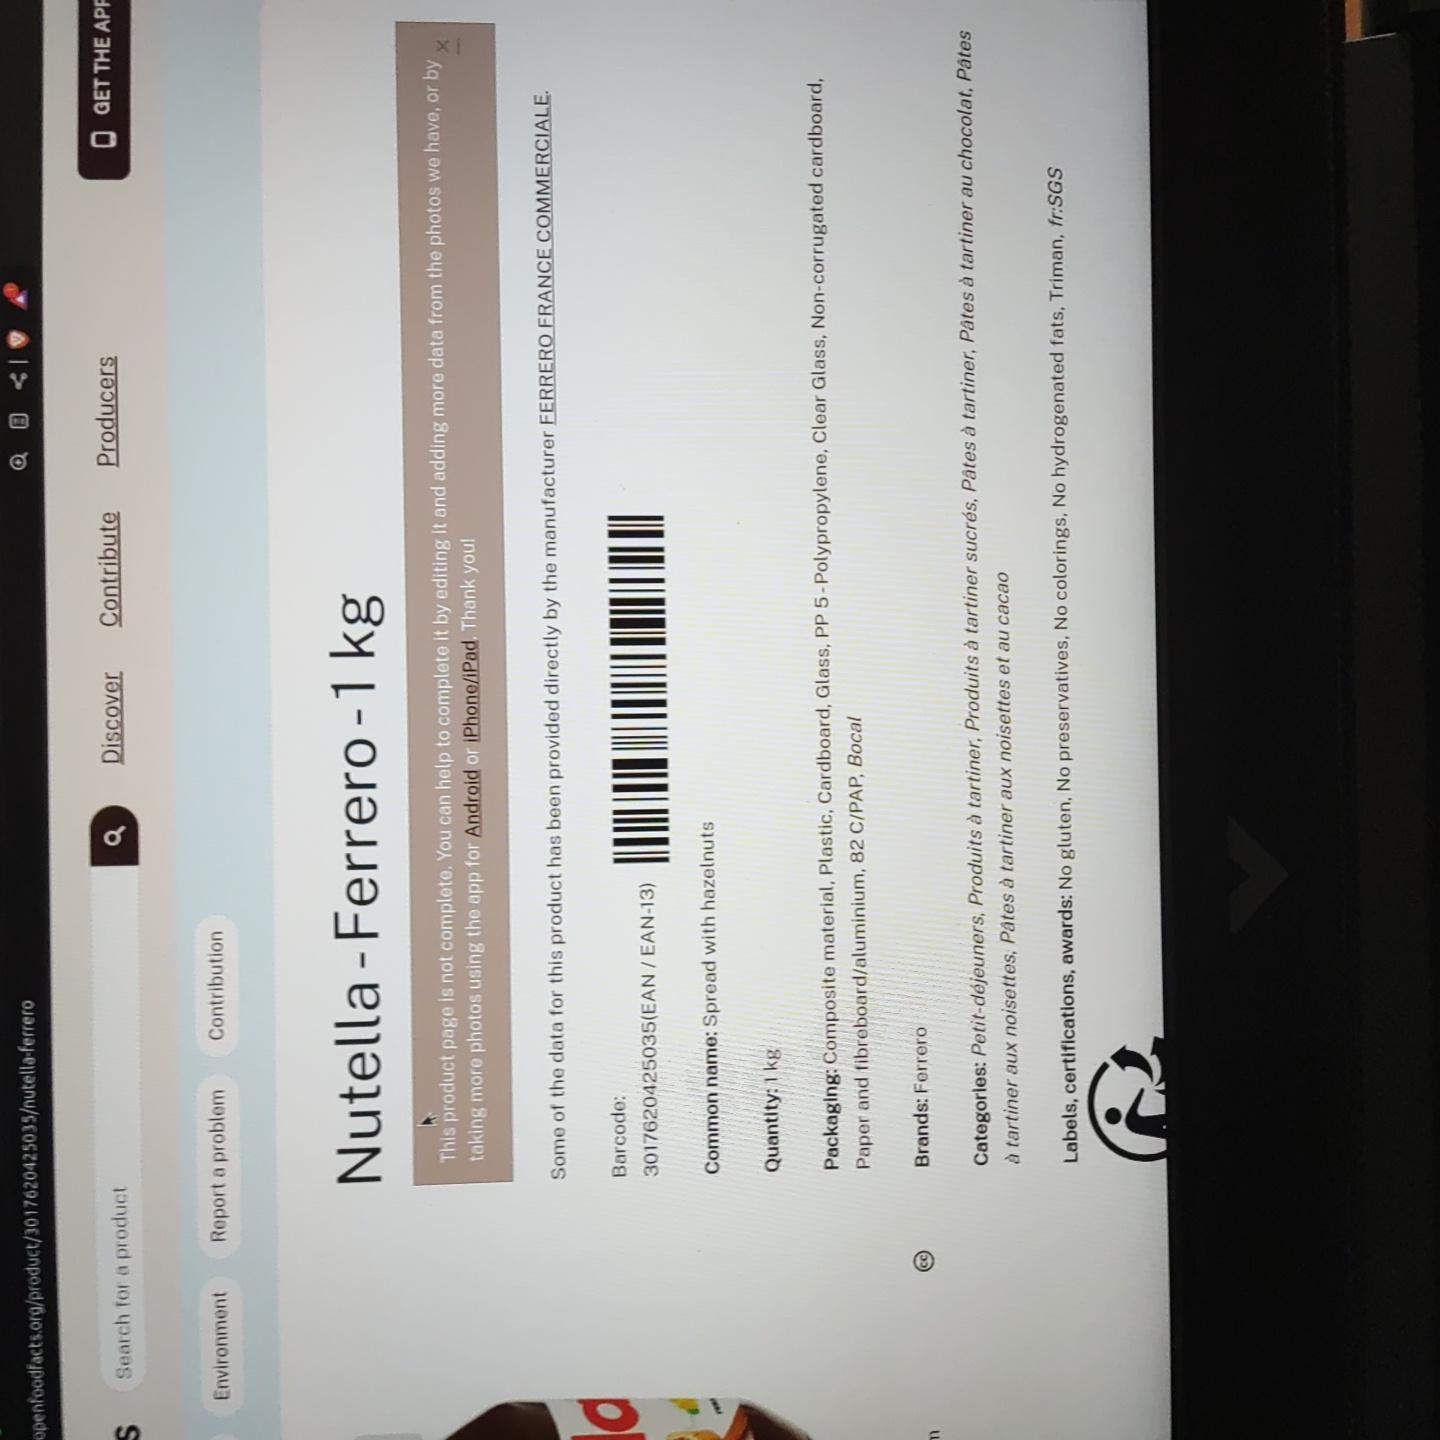 openfoodfacts.org/product/3017620425035/nutella-ferrero
Search for a product
Discover
Contribute
Producers
GET THE APP
Environment
Report a problem
Contribution
Nutella - Ferrero - 1 kg
This product page is not complete. You can help to complete it by editing it and adding more data from the photos we have, or by
taking more photos using the app for Android or iPhone/iPad. Thank you!
×
Some of the data for this product has been provided directly by the manufacturer FERRERO FRANCE COMMERCIALE.
Barcode:
3017620425035(EAN / EAN-13)
Common name: Spread with hazelnuts
Quantity: 1 kg
Packaging: Composite material, Plastic, Cardboard, Glass, PP 5 - Polypropylene, Clear Glass, Non-corrugated cardboard,
Paper and fibreboard/aluminium, 82 C/PAP, Bocal
Brands: Ferrero
Categories: Petit-déjeuners, Produits à tartiner, Produits à tartiner sucrés, Pâtes à tartiner, Pâtes à tartiner au chocolat, Pâtes
à tartiner aux noisettes, Pâtes à tartiner aux noisettes et au cacao
Labels, certifications, awards: No gluten, No preservatives, No colorings, No hydrogenated fats, Triman, fr:SGS
cc